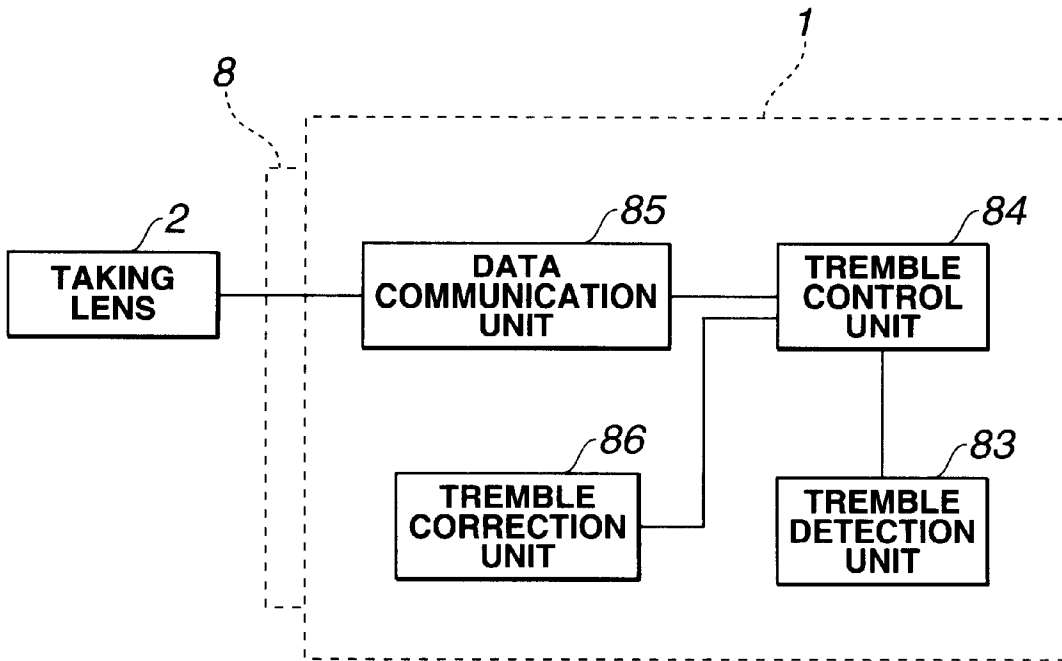 1
8
2
TAKING
LENS
85
DATA
COMMUNICATION
UNIT
84
TREMBLE
CONTROL
UNIT
86
TREMBLE
CORRECTION
UNIT
83
TREMBLE
DETECTION
UNIT